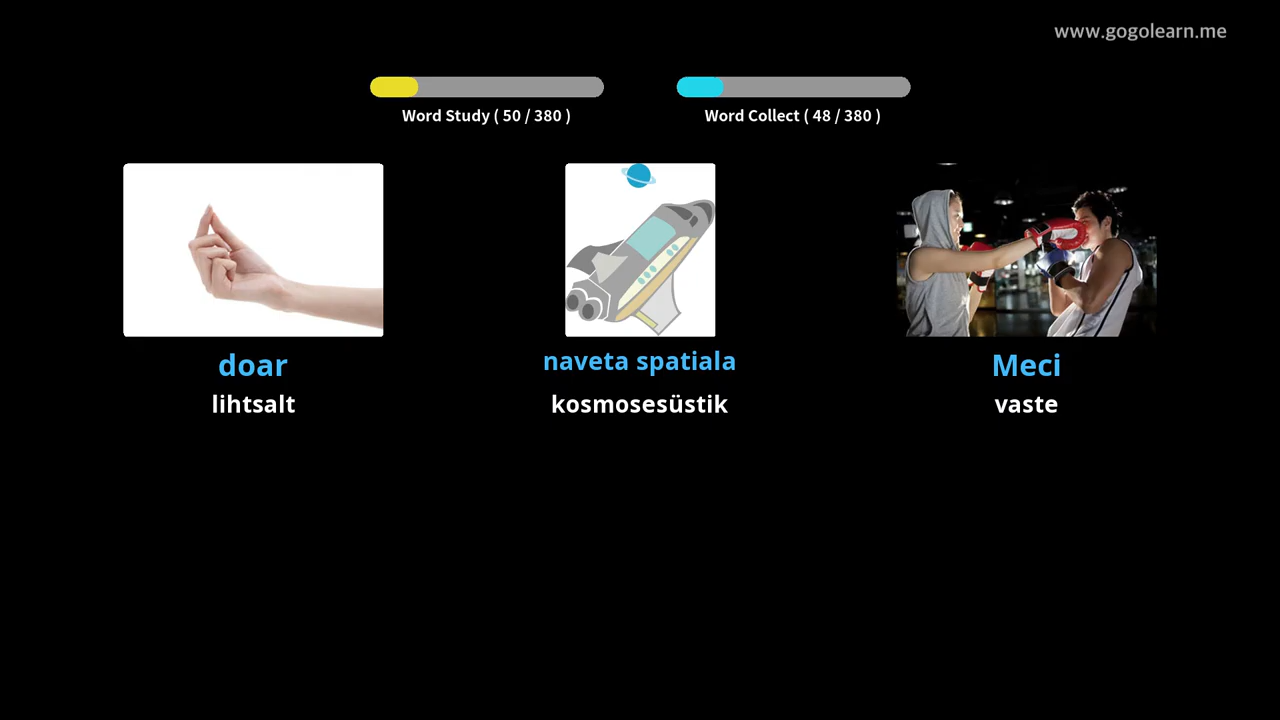 www.gogolearn.me
Word Study ( 50 / 380 )
Word Collect ( 48 / 380 )
doar
lihtsalt
naveta spatiala
kosmosesüstik
Meci
vaste